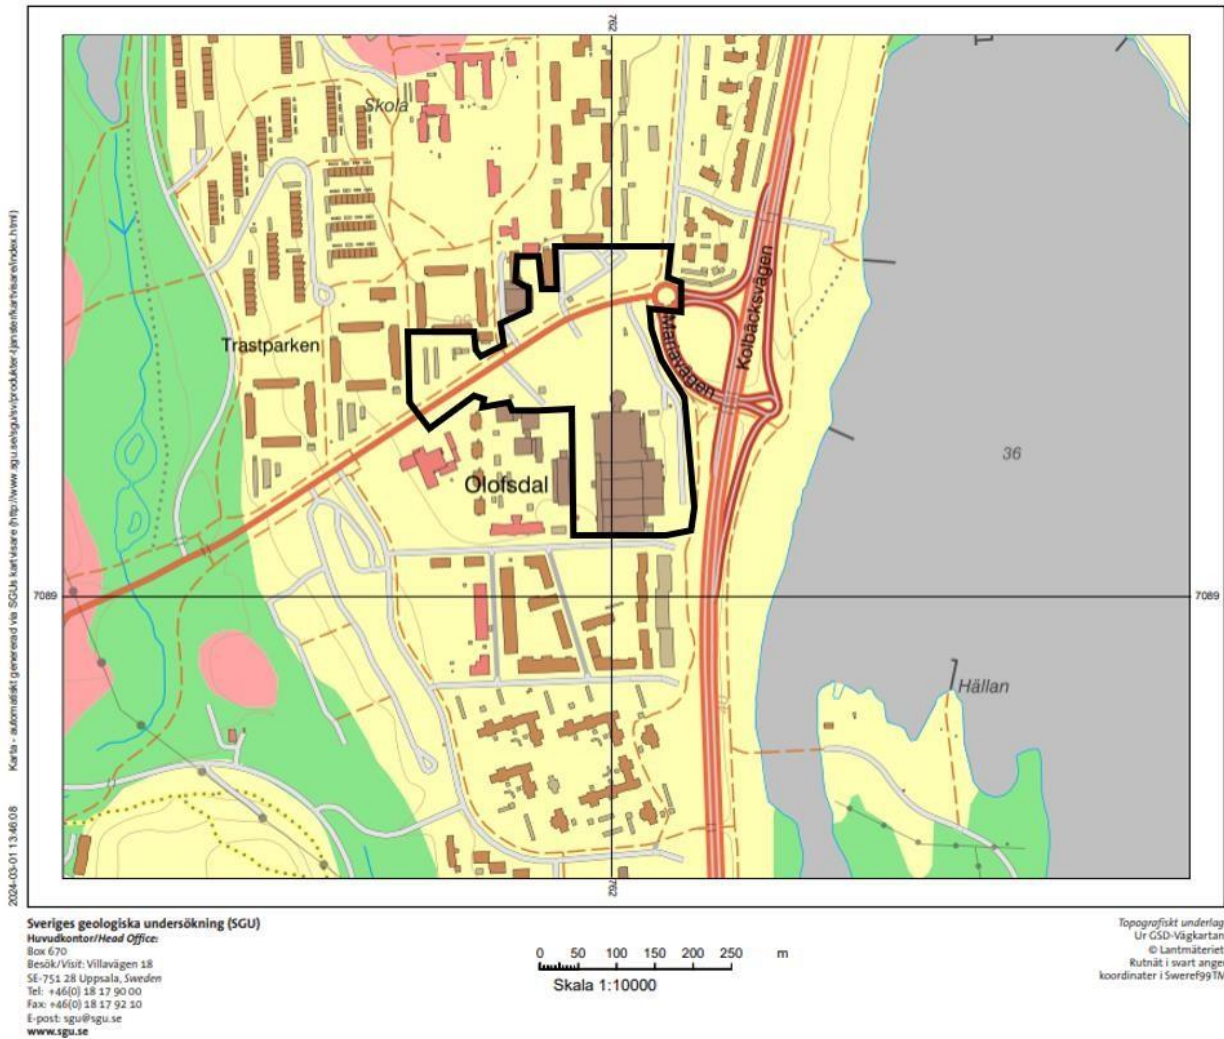 762
Skola
Kolbäcksvägen
Mariavägen
Trastparken
Olofsdal
36
7089
7089
Hällan
40
762
Karta - automatiskt genererad via SGUs kartvisare (http://www.sgu.se/sgu/sv/produkter-tjanster/kartvisare/index.html)
2024-03-01 13:46:08
Sveriges geologiska undersökning (SGU)
Huvudkontor/Head Office:
Box 670
Besök/Visit: Villavägen 18
SE-751 28 Uppsala, Sweden
Tel: +46(0) 18 17 90 00
Fax: +46(0) 18 17 92 10
E-post: sgu@sgu.se
www.sgu.se
0 50 100 150 200 250 m
Skala 1:10000
Topografiskt underlag
Ur GSD-Vägkartan
© Lantmäteriet
Rutnät i svart anger
koordinater i Sweref99TM